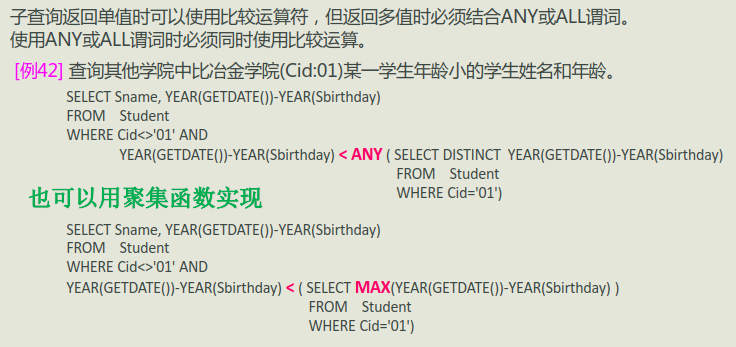 子查询返回单值时可以使用比较运算符，但返回多值时必须结合ANY或ALL谓词。
使用ANY或ALL谓词时必须同时使用比较运算。
[例42] 查询其他学院中比冶金学院(Cid:01)某一学生年龄小的学生姓名和年龄。
SELECT Sname, YEAR(GETDATE())-YEAR(Sbirthday)
FROM Student
WHERE Cid<>'01' AND
YEAR(GETDATE())-YEAR(Sbirthday) < ANY ( SELECT DISTINCT YEAR(GETDATE())-YEAR(Sbirthday)
FROM Student
WHERE Cid='01')
也可以用聚集函数实现
SELECT Sname, YEAR(GETDATE())-YEAR(Sbirthday)
FROM Student
WHERE Cid<>'01' AND
YEAR(GETDATE())-YEAR(Sbirthday) < ( SELECT MAX(YEAR(GETDATE())-YEAR(Sbirthday) )
FROM Student
WHERE Cid='01')